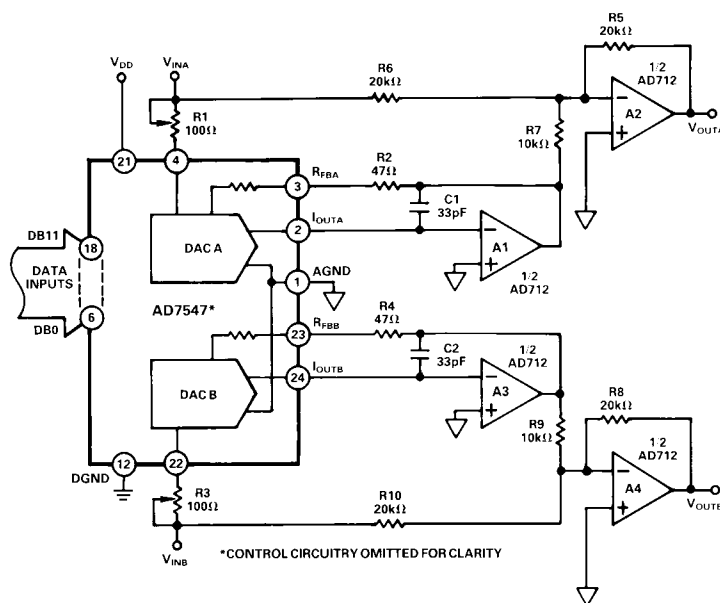 R5
20kΩ
R6
20kΩ
1/2
AD712
VDD
VINA
A2
VOUTA
R1
100Ω
R7
10kΩ
21
4
R2
47Ω
3
RFBA
C1
33pF
DB11
18
2
IOUTA
DAC A
A1
DATA
INPUTS
1/2
AD712
1
AGND
AD7547*
6
DB0
R4
47Ω
23
RFBB
C2
33pF
1/2
AD712
24
IOUTB
A3
R8
20kΩ
DAC B
R9
10kΩ
1 2
AD712
12
DGND
22
A4
VOUTB
R3
100Ω
R10
20kΩ
VINB
*CONTROL CIRCUITRY OMITTED FOR CLARITY